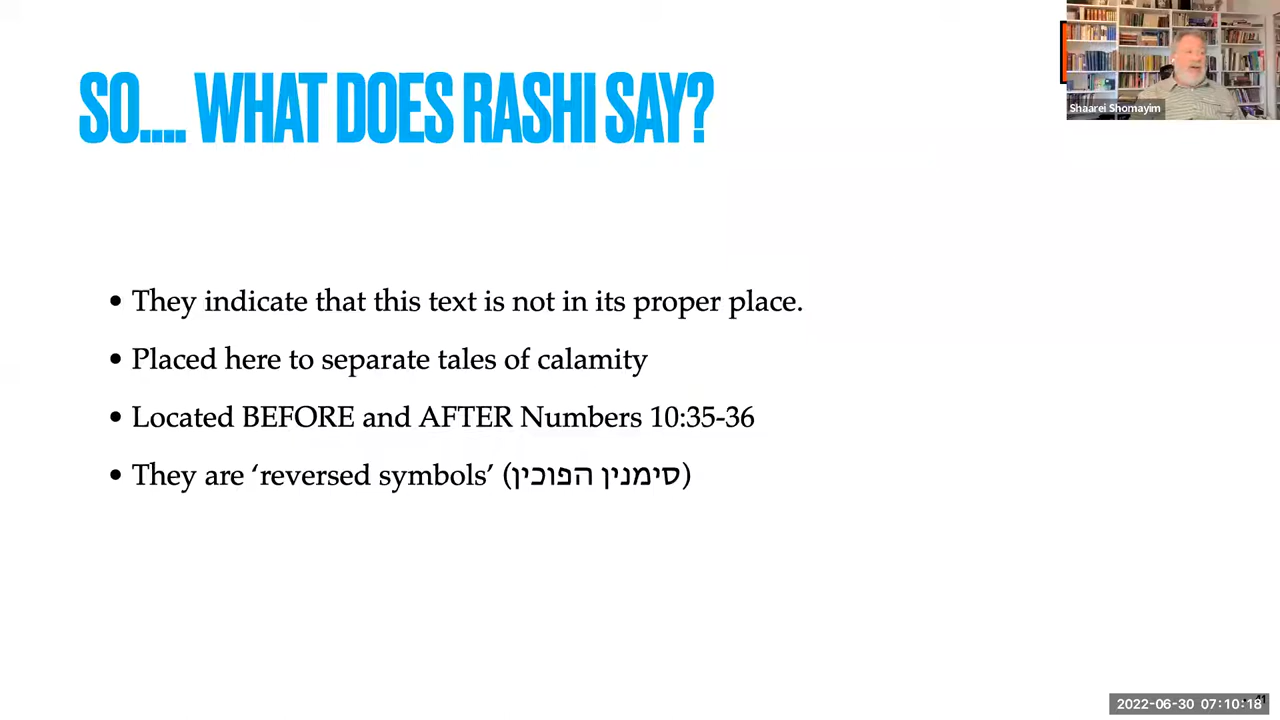 SO.... WHAT DOES RASHI SAY?
Shaarei Shomayim
• They indicate that this text is not in its proper place.
• Placed here to separate tales of calamity
• Located BEFORE and AFTER Numbers 10:35-36
• They are ‘reversed symbols’ (סימנין הפוכין)
2022-06-30 07:10:18